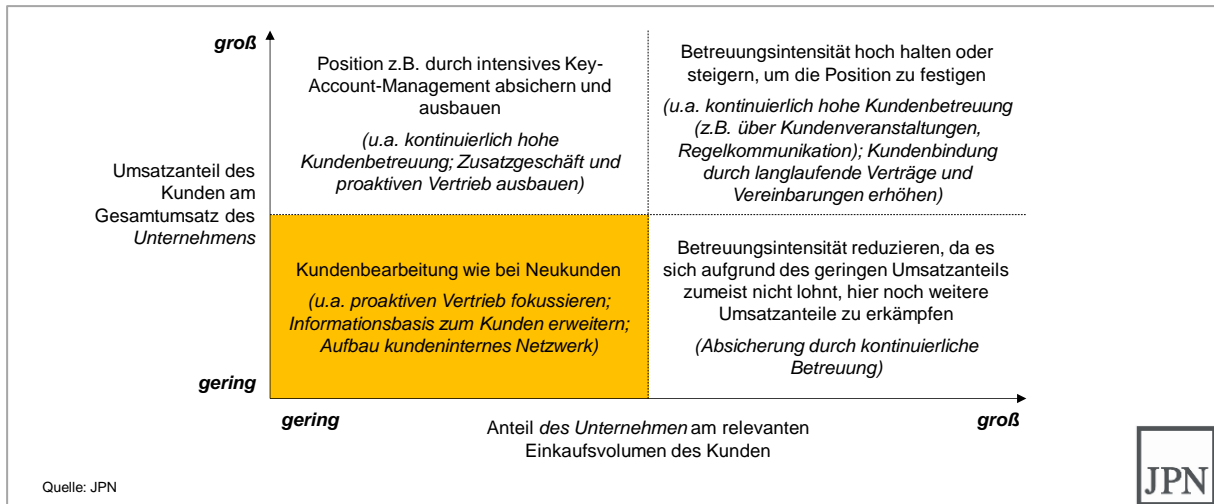 groß
Position z.B. durch intensives Key-
Account-Management absichern und
ausbauen
(u.a. kontinuierlich hohe
Kundenbetreuung; Zusatzgeschäft und
proaktiven Vertrieb ausbauen)
Betreuungsintensität hoch halten oder
steigern, um die Position zu festigen
(u.a. kontinuierlich hohe Kundenbetreuung
(z.B. über Kundenveranstaltungen,
Regelkommunikation); Kundenbindung
durch langlaufende Verträge und
Vereinbarungen erhöhen)
Umsatzanteil des
Kunden am
Gesamtumsatz des
Unternehmens
Kundenbearbeitung wie bei Neukunden
(u.a. proaktiven Vertrieb fokussieren;
Informationsbasis zum Kunden erweitern;
Aufbau kundeninternes Netzwerk)
Betreuungsintensität reduzieren, da es
sich aufgrund des geringen Umsatzanteils
zumeist nicht lohnt, hier noch weitere
Umsatzanteile zu erkämpfen
(Absicherung durch kontinuierliche
Betreuung)
gering
gering
Anteil des Unternehmen am relevanten
Einkaufsvolumen des Kunden
groß
Quelle: JPN
JPN